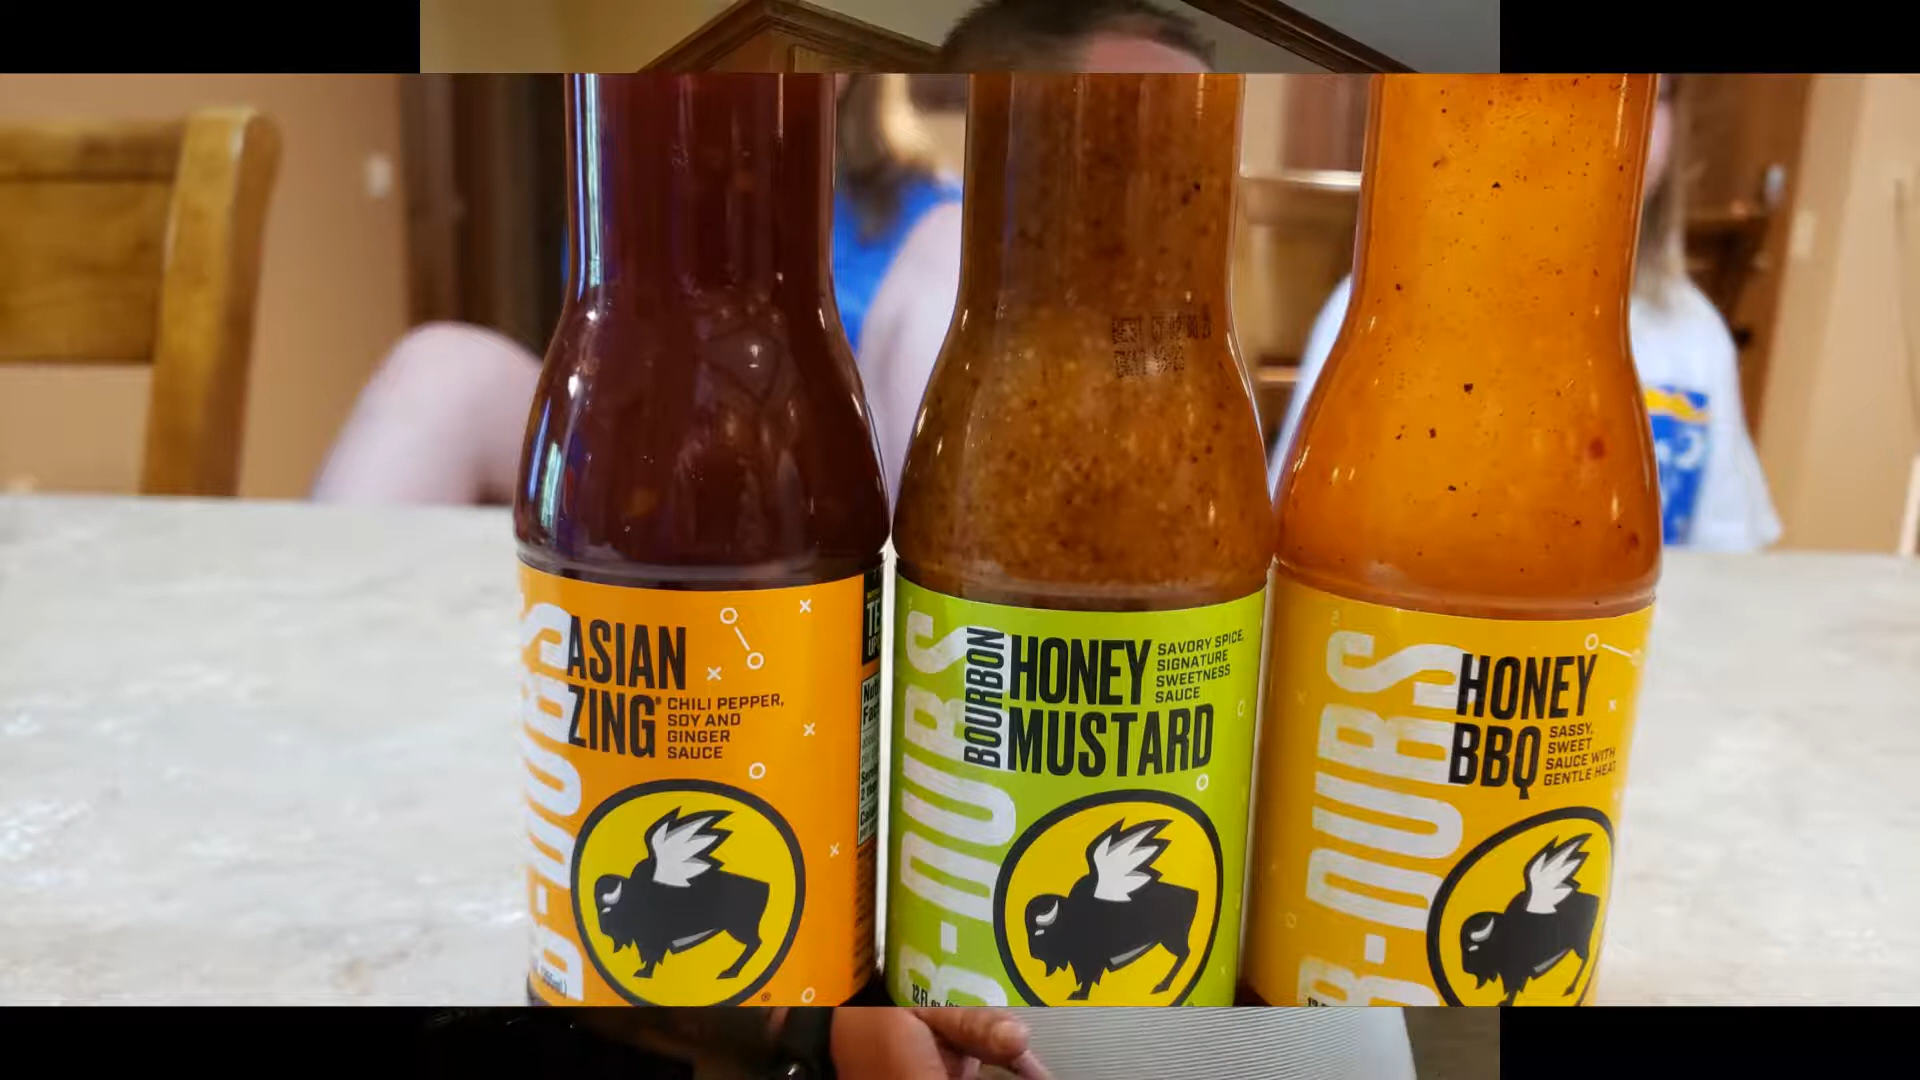 B-DUBS
ASIAN
ZING®
CHILI PEPPER,
SOY AND
GINGER
SAUCE
B-DUBS
BOURBON
HONEY
MUSTARD
SAVORY SPICE,
SIGNATURE
SWEETNESS
SAUCE
12 FL
B-DUBS
HONEY
BBQ
SASSY,
SWEET
SAUCE WITH
GENTLE HEAT